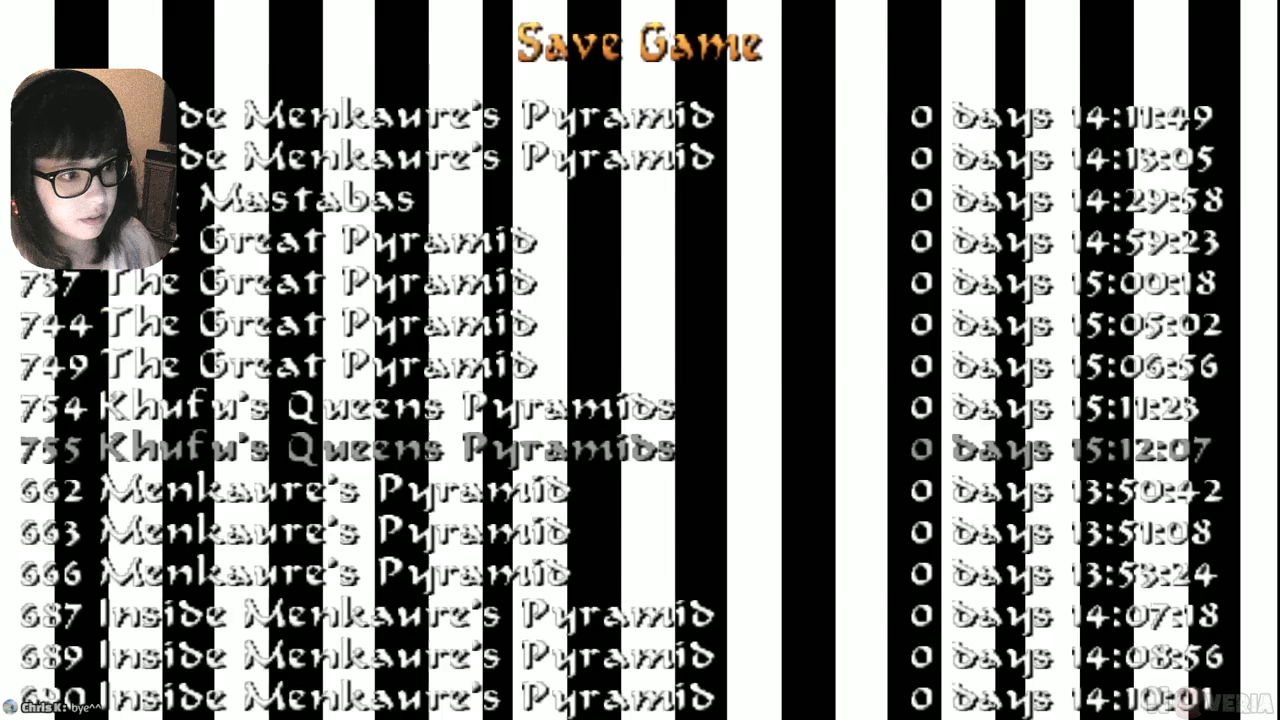 Save Game
de Menkaure's Pyramid 0 days 14:11:49
de Menkaure's Pyramid 0 days 14:13:05
Mastabas 0 days 14:29:58
Great Pyramid 0 days 14:59:23
737 The Great Pyramid 0 days 15:00:18
744 The Great Pyramid 0 days 15:05:02
749 The Great Pyramid 0 days 15:06:56
754 Khufu's Queens Pyramids 0 days 15:11:23
755 Khufu's Queens Pyramids 0 days 15:12:07
662 Menkaure's Pyramid 0 days 13:50:42
663 Menkaure's Pyramid 0 days 13:51:08
666 Menkaure's Pyramid 0 days 13:53:24
687 Inside Menkaure's Pyramid 0 days 14:07:18
689 Inside Menkaure's Pyramid 0 days 14:08:56
690 Inside Menkaure's Pyramid 0 days 14:10:01
Chris K: bye^^